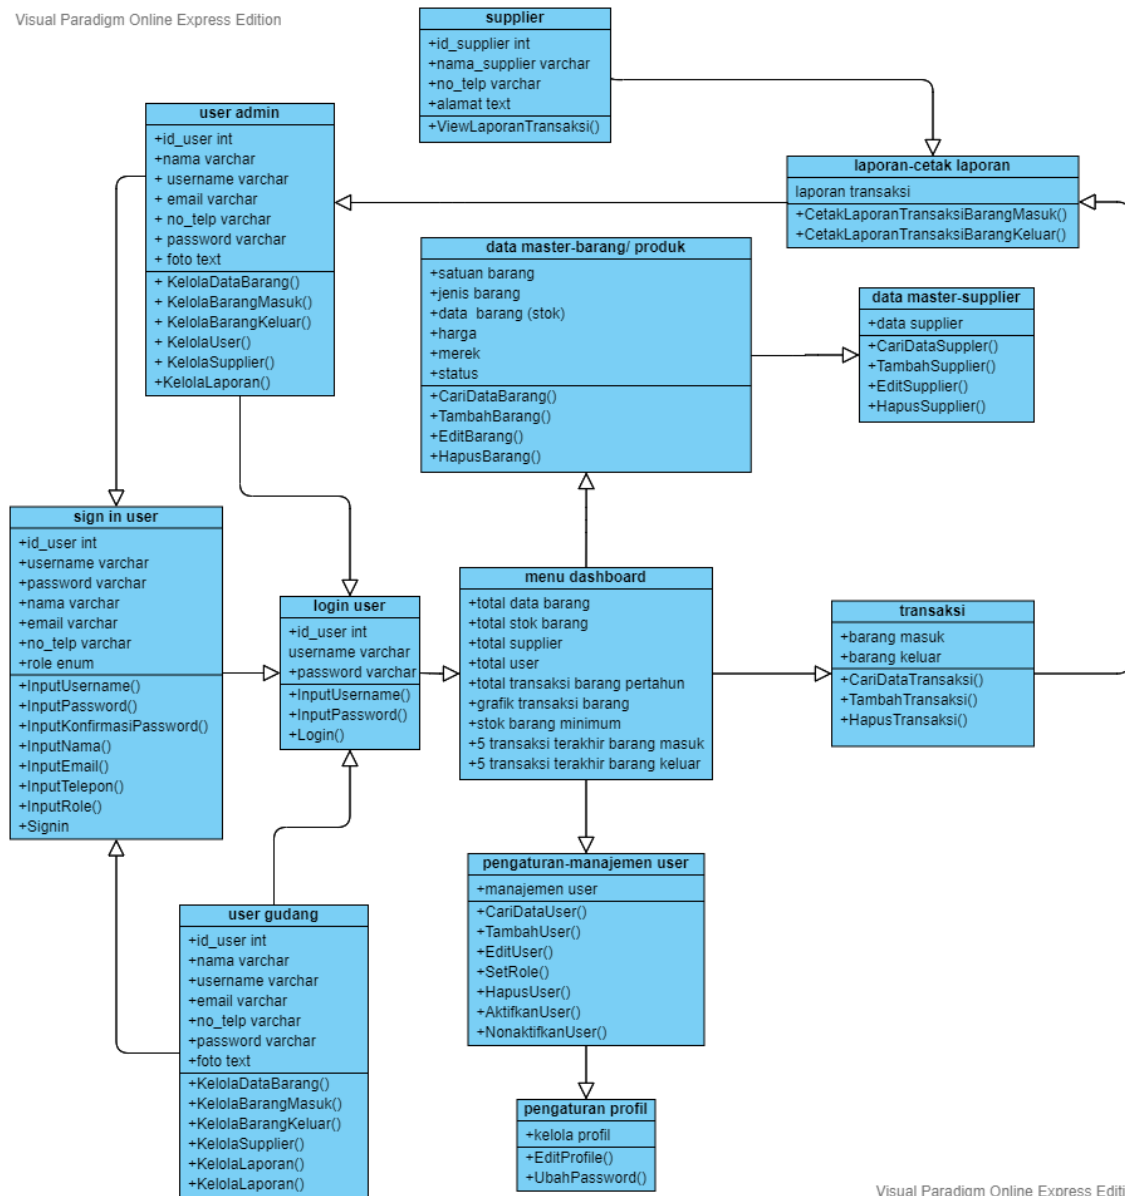 Visual Paradigm Online Express Edition
supplier
+id_supplier int
+nama_supplier varchar
+no_telp varchar
+alamat text
+ViewLaporanTransaksi()
user admin
+id_user int
+nama varchar
+ username varchar
+ email varchar
+ no_telp varchar
+ password varchar
+ foto text
+ KelolaDataBarang()
+ KelolaBarangMasuk()
+ KelolaBarangKeluar()
+ KelolaUser()
+ KelolaSupplier()
+KelolaLaporan()
laporan-cetak laporan
laporan transaksi
+CetakLaporanTransaksiBarangMasuk()
+CetakLaporanTransaksiBarangKeluar()
data master-barang/ produk
+satuan barang
+jenis barang
+data barang (stok)
+harga
+merek
+status
+CariDataBarang()
+TambahBarang()
+EditBarang()
+HapusBarang()
data master-supplier
+data supplier
+CariDataSuppler()
+TambahSupplier()
+EditSupplier()
+HapusSupplier()
sign in user
+id_user int
+username varchar
+password varchar
+nama varchar
+email varchar
+no_telp varchar
+role enum
+InputUsername()
+InputPassword()
+InputKonfirmasiPassword()
+InputNama()
+InputEmail()
+InputTelepon()
+InputRole()
+Signin
login user
+id_user int
username varchar
+password varchar
+InputUsername()
+InputPassword()
+Login()
menu dashboard
+total data barang
+total stok barang
+total supplier
+total user
+total transaksi barang pertahun
+grafik transaksi barang
+stok barang minimum
+5 transaksi terakhir barang masuk
+5 transaksi terakhir barang keluar
transaksi
+barang masuk
+barang keluar
+CariDataTransaksi()
+TambahTransaksi()
+HapusTransaksi()
pengaturan-manajemen user
+manajemen user
+CariDataUser()
+TambahUser()
+EditUser()
+SetRole()
+HapusUser()
+AktifkanUser()
+NonaktifkanUser()
user gudang
+id_user int
+nama varchar
+username varchar
+email varchar
+no_telp varchar
+password varchar
+foto text
+KelolaDataBarang()
+KelolaBarangMasuk()
+KelolaBarangKeluar()
+KelolaSupplier()
+KelolaLaporan()
+KelolaLaporan()
pengaturan profil
+kelola profil
+EditProfile()
+UbahPassword()
Visual Paradigm Online Express Editi